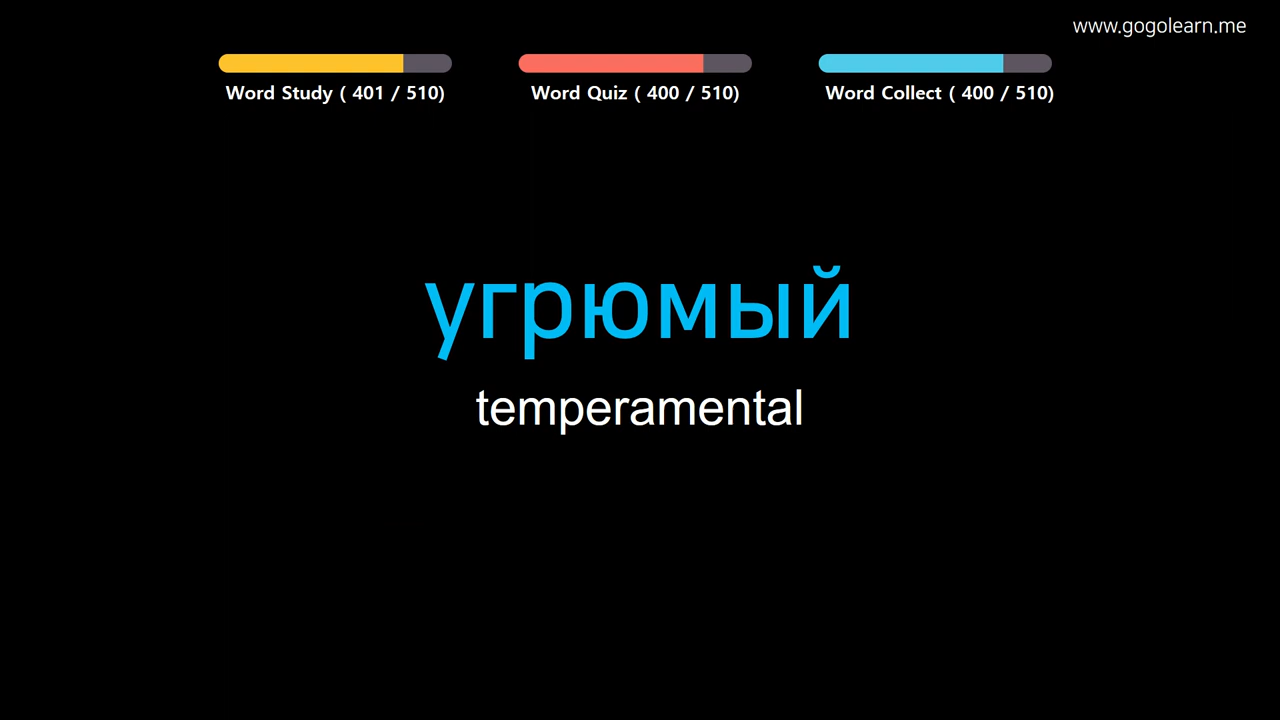 www.gogolearn.me
Word Study ( 401 / 510)
Word Quiz ( 400 / 510)
Word Collect ( 400 / 510)
угрюмый
temperamental